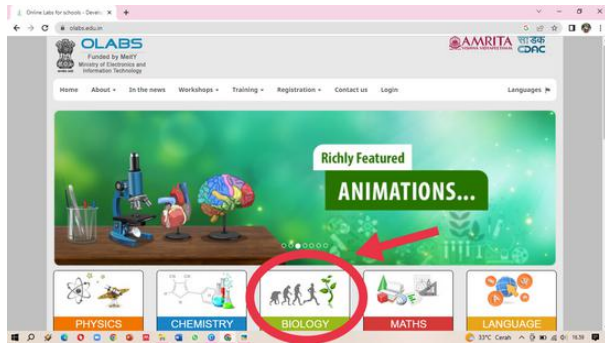 Online Labs for schools - Develo
olabs.edu.in
OLABS
Funded by MeitY
Ministry of Electronics and
Information Technology
AMRITA
सी डैक
CDAC
Home About In the news Workshops Training Registration Contact us Login Languages
Richly Featured
ANIMATIONS...
PHYSICS CHEMISTRY BIOLOGY MATHS LANGUAGE
33°C Cerah